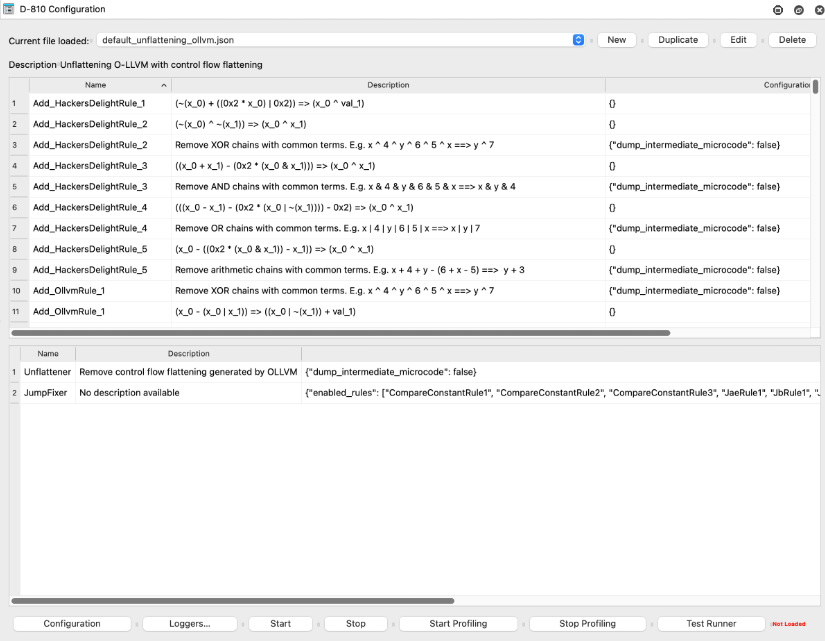 D-810 Configuration
Current file loaded: default_unflattening_ollvm.json New Duplicate Edit Delete
Description Unflattening O-LLVM with control flow flattening
Name Description Configuration
1 Add_HackersDelightRule_1 (~(x_0) + ((0x2 * x_0) | 0x2)) => (x_0 ^ val_1) {}
2 Add_HackersDelightRule_2 (~(x_0) ^ ~(x_1)) => (x_0 ^ x_1) {}
3 Add_HackersDelightRule_2 Remove XOR chains with common terms. E.g. x ^ 4 ^ y ^ 6 ^ 5 ^ x ==> y ^ 7 {"dump_intermediate_microcode": false}
4 Add_HackersDelightRule_3 ((x_0 + x_1) - (0x2 * (x_0 & x_1))) => (x_0 ^ x_1) {}
5 Add_HackersDelightRule_3 Remove AND chains with common terms. E.g. x & 4 & y & 6 & 5 & x ==> x & y & 4 {"dump_intermediate_microcode": false}
6 Add_HackersDelightRule_4 (((x_0 - x_1) - (0x2 * (x_0 | ~(x_1)))) - 0x2) => (x_0 ^ x_1) {}
7 Add_HackersDelightRule_4 Remove OR chains with common terms. E.g. x | 4 | y | 6 | 5 | x ==> x | y | 7 {"dump_intermediate_microcode": false}
8 Add_HackersDelightRule_5 (x_0 - ((0x2 * (x_0 & x_1)) - x_1)) => (x_0 ^ x_1) {}
9 Add_HackersDelightRule_5 Remove arithmetic chains with common terms. E.g. x + 4 + y - (6 + x - 5) ==> y + 3 {"dump_intermediate_microcode": false}
10 Add_OllvmRule_1 Remove XOR chains with common terms. E.g. x ^ 4 ^ y ^ 6 ^ 5 ^ x ==> y ^ 7 {"dump_intermediate_microcode": false}
11 Add_OllvmRule_1 (x_0 - (x_0 | x_1)) => ((x_0 | ~(x_1)) + val_1) {}
Name Description
1 Unflattener Remove control flow flattening generated by OLLVM {"dump_intermediate_microcode": false}
2 JumpFixer No description available {"enabled_rules": ["CompareConstantRule1", "CompareConstantRule2", "CompareConstantRule3", "JaeRule1", "JbRule1", "J
Configuration Loggers... Start Stop Start Profiling Stop Profiling Test Runner Not Loaded